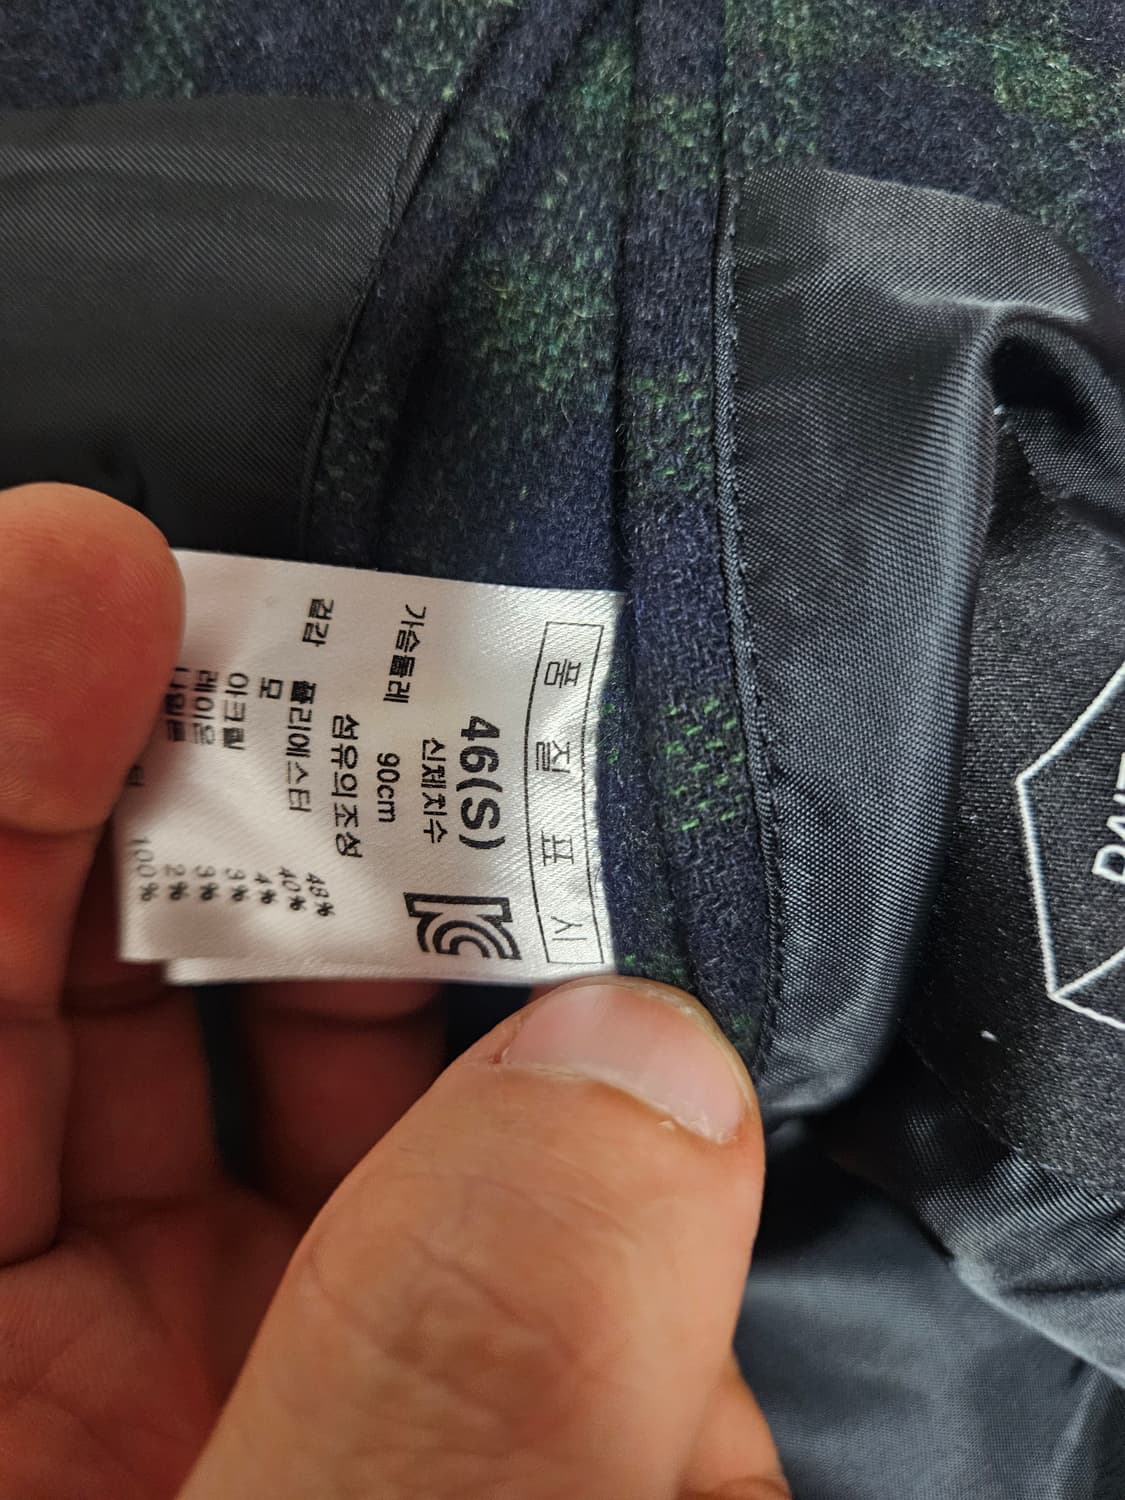 품 질 표 시
46(S)
신체치수
가슴둘레 90cm
섬유의조성
겉감 폴리에스터 48%
모 40%
아크릴 4%
레이온 3%
나일론 3%
2%
터 100%